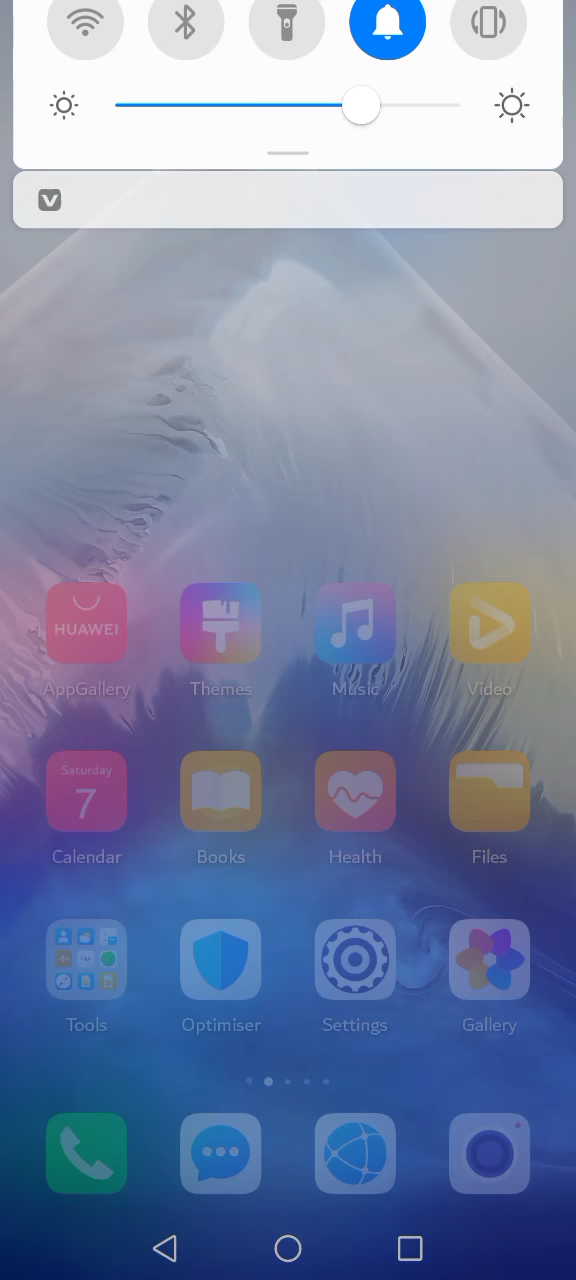 HUAWEI
AppGallery
Themes
Music
Video
Saturday
7
Calendar
Books
Health
Files
Tools
Optimiser
Settings
Gallery